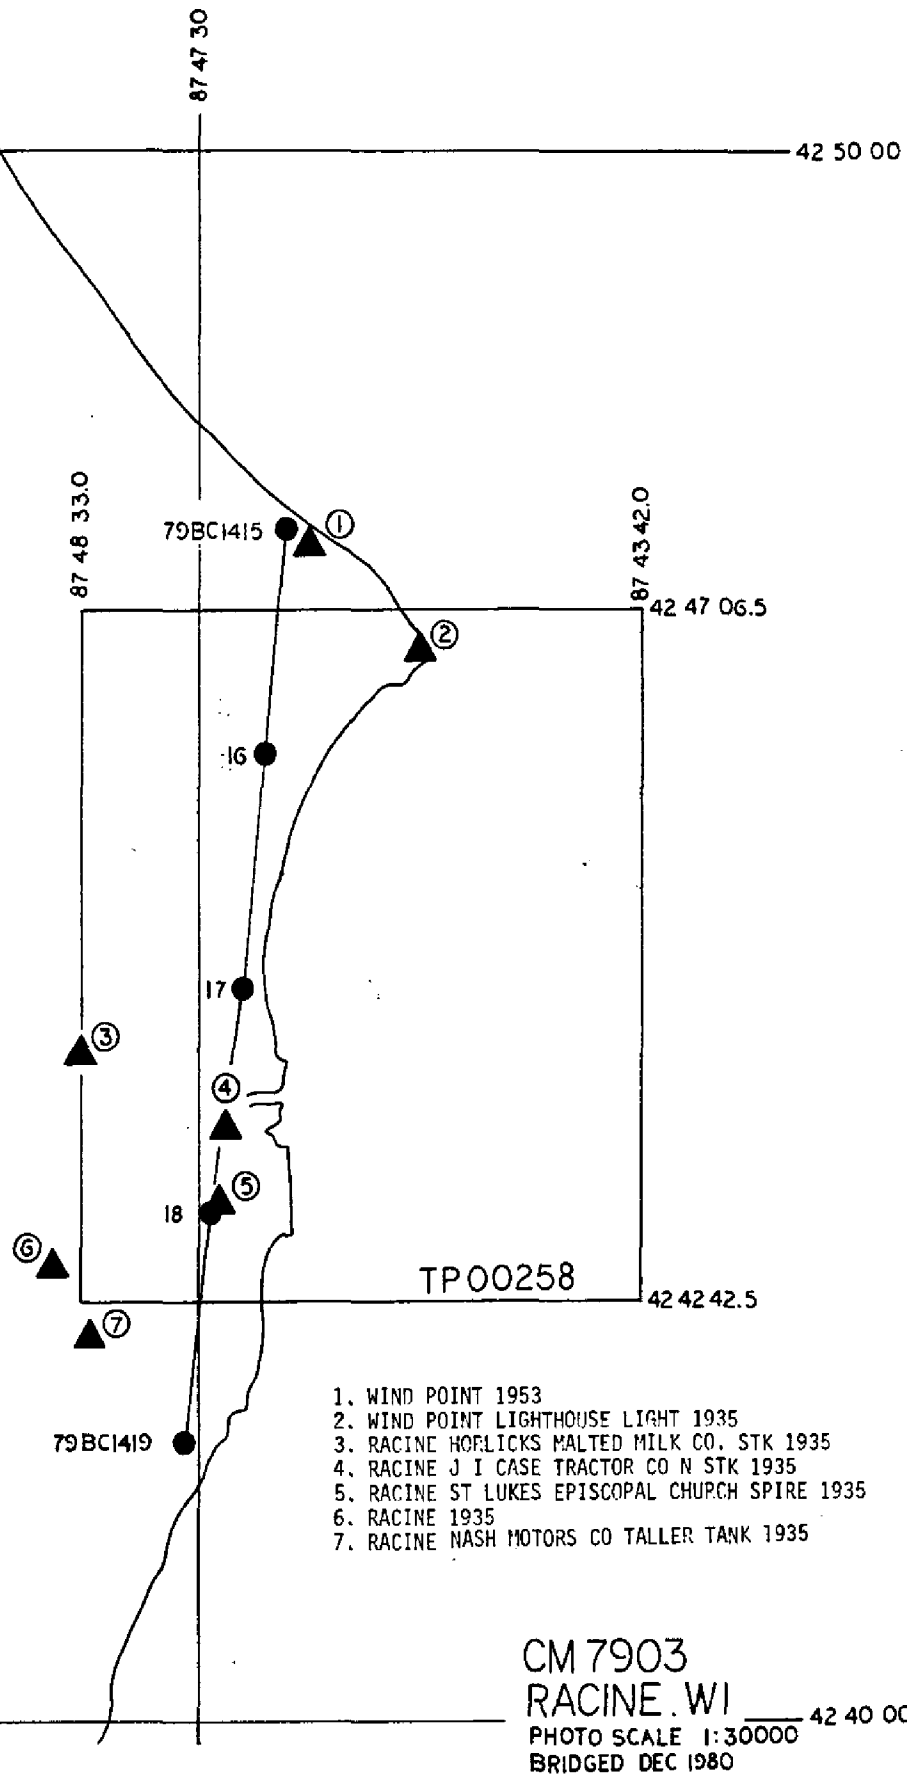 87 47 30
42 50 00
87 48 33.0
79BC1415
1
87 43 42.0
42 47 06.5
2
16
17
3
4
5
18
6
TP00258
42 42 42.5
7
1. WIND POINT 1953
2. WIND POINT LIGHTHOUSE LIGHT 1935
79BC1419
3. RACINE HORLICKS MALTED MILK CO. STK 1935
4. RACINE J I CASE TRACTOR CO N STK 1935
5. RACINE ST LUKES EPISCOPAL CHURCH SPIRE 1935
6. RACINE 1935
7. RACINE NASH MOTORS CO TALLER TANK 1935
CM 7903
RACINE. WI
42 40 00
PHOTO SCALE 1:30000
BRIDGED DEC 1980